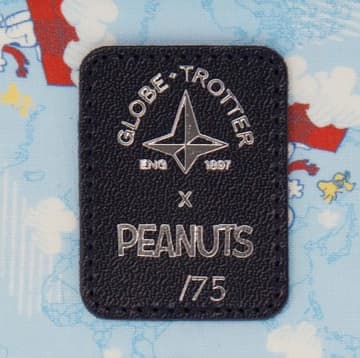 GLOBE-TROTTER
ENG 1897
X
PEANUTS
/75